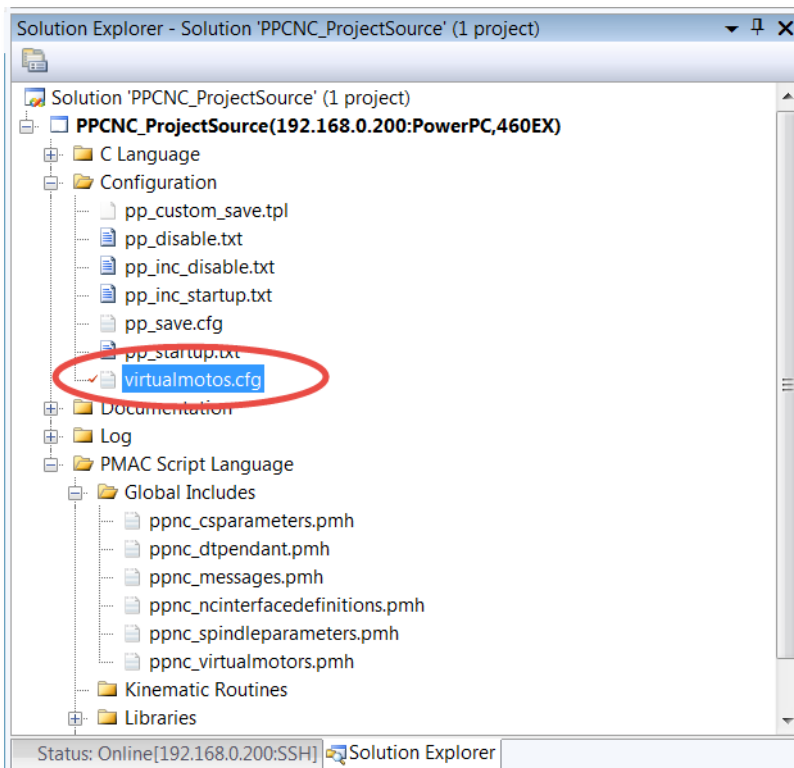 Solution Explorer - Solution 'PPCNC_ProjectSource' (1 project)
Solution 'PPCNC_ProjectSource' (1 project)
PPCNC_ProjectSource(192.168.0.200:PowerPC,460EX)
C Language
Configuration
pp_custom_save.tpl
pp_disable.txt
pp_inc_disable.txt
pp_inc_startup.txt
pp_save.cfg
pp_startup.txt
virtualmotos.cfg
Documentation
Log
PMAC Script Language
Global Includes
ppnc_csparameters.pmh
ppnc_dtpendant.pmh
ppnc_messages.pmh
ppnc_ncinterfacedefinitions.pmh
ppnc_spindleparameters.pmh
ppnc_virtualmotors.pmh
Kinematic Routines
Libraries
Status: Online[192.168.0.200:SSH] Solution Explorer